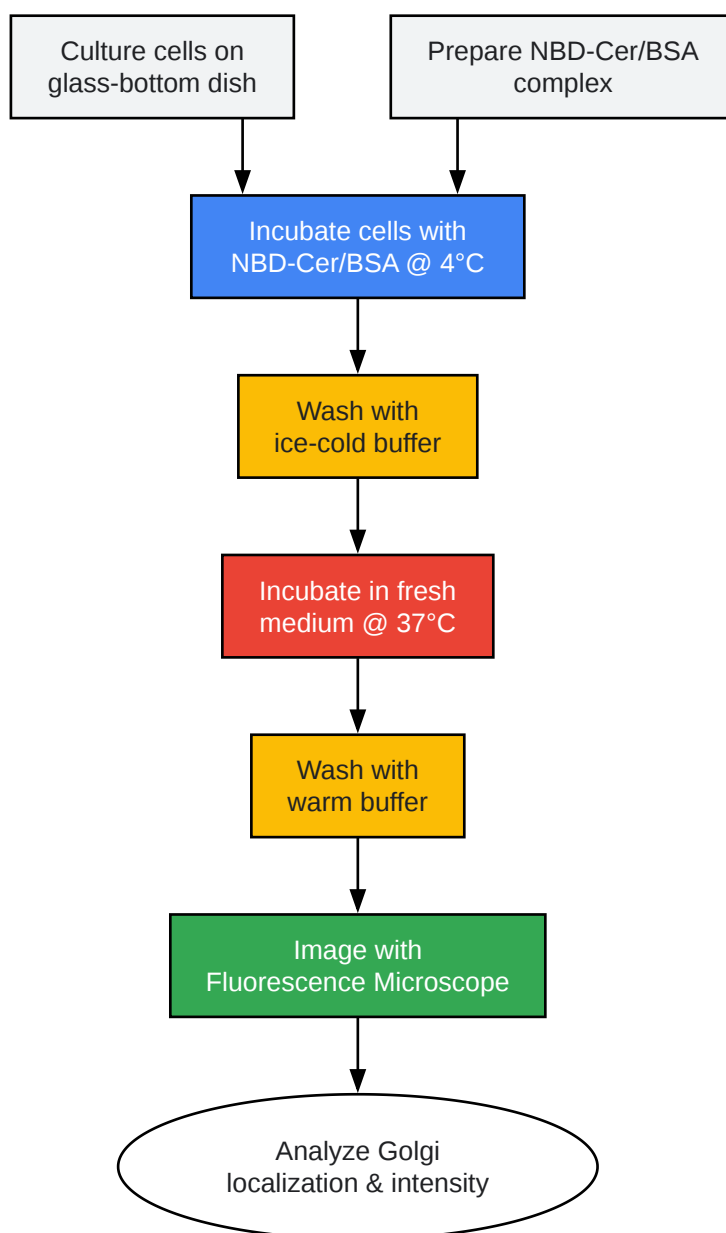 Culture cells on
glass-bottom dish
Prepare NBD-Cer/BSA
complex
Incubate cells with
NBD-Cer/BSA @ 4°C
Wash with
ice-cold buffer
Incubate in fresh
medium @ 37°C
Wash with
warm buffer
Image with
Fluorescence Microscope
Analyze Golgi
localization & intensity